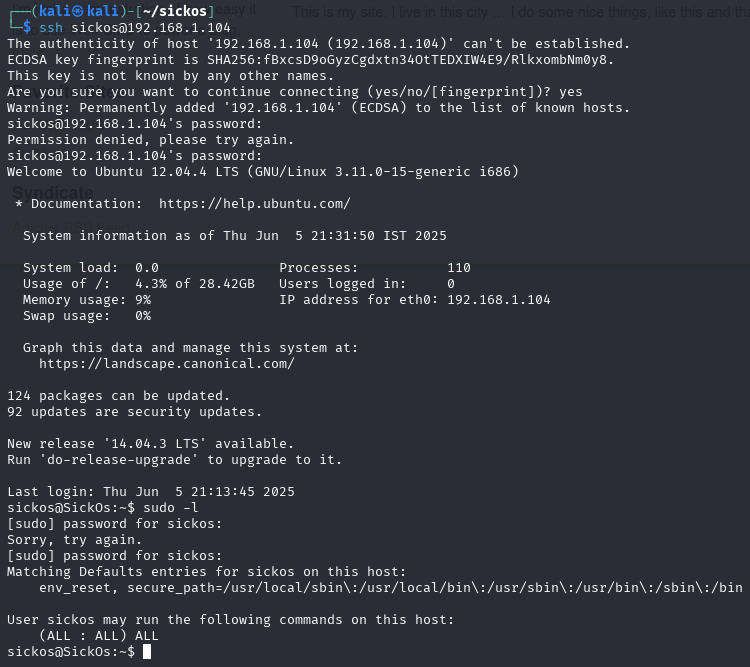 easy it This is my site. I live in this city ... I do some nice things, like this and tha
┌──(kali㉿kali)-[~/sickos]
└─$ ssh sickos@192.168.1.104
The authenticity of host '192.168.1.104 (192.168.1.104)' can't be established.
ECDSA key fingerprint is SHA256:fBxcsD9oGyzCgdxtn34OtTEDXIW4E9/RlkxombNm0y8.
This key is not known by any other names.
Are you sure you want to continue connecting (yes/no/[fingerprint])? yes
Warning: Permanently added '192.168.1.104' (ECDSA) to the list of known hosts.
sickos@192.168.1.104's password:
Permission denied, please try again.
sickos@192.168.1.104's password:
Welcome to Ubuntu 12.04.4 LTS (GNU/Linux 3.11.0-15-generic i686)
Syndicate
 * Documentation:  https://help.ubuntu.com/
  System information as of Thu Jun  5 21:31:50 IST 2025
  System load:  0.0               Processes:           110
  Usage of /:   4.3% of 28.42GB   Users logged in:     0
  Memory usage: 9%                IP address for eth0: 192.168.1.104
  Swap usage:   0%
  Graph this data and manage this system at:
    https://landscape.canonical.com/
124 packages can be updated.
92 updates are security updates.
New release '14.04.3 LTS' available.
Run 'do-release-upgrade' to upgrade to it.
Last login: Thu Jun  5 21:13:45 2025
sickos@SickOs:~$ sudo -l
[sudo] password for sickos:
Sorry, try again.
[sudo] password for sickos:
Matching Defaults entries for sickos on this host:
    env_reset, secure_path=/usr/local/sbin\:/usr/local/bin\:/usr/sbin\:/usr/bin\:/sbin\:/bin
User sickos may run the following commands on this host:
    (ALL : ALL) ALL
sickos@SickOs:~$